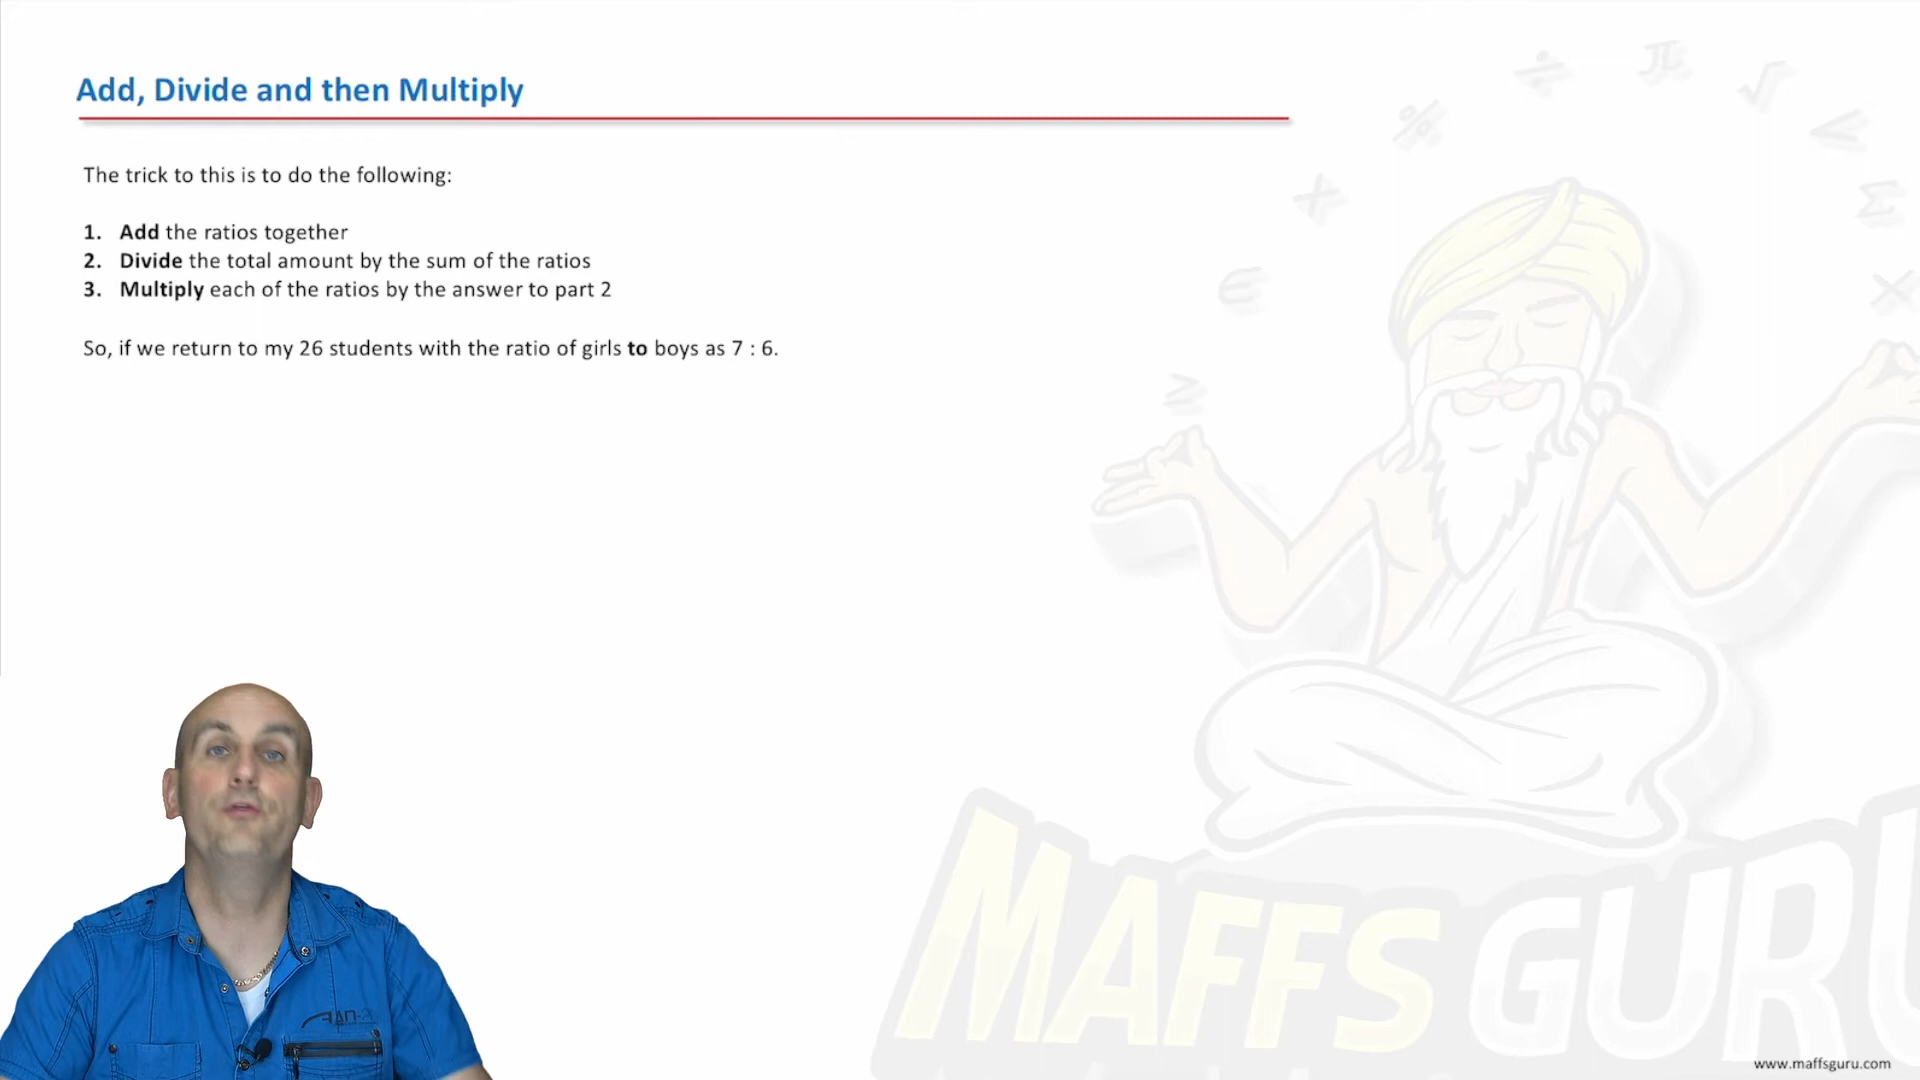 Add, Divide and then Multiply
The trick to this is to do the following:
1. Add the ratios together
2. Divide the total amount by the sum of the ratios
3. Multiply each of the ratios by the answer to part 2
So, if we return to my 26 students with the ratio of girls to boys as 7 : 6.
% ÷ π √ <
+ Σ
∈ ×
≥
MAFFS GURU
www.maffsguru.com